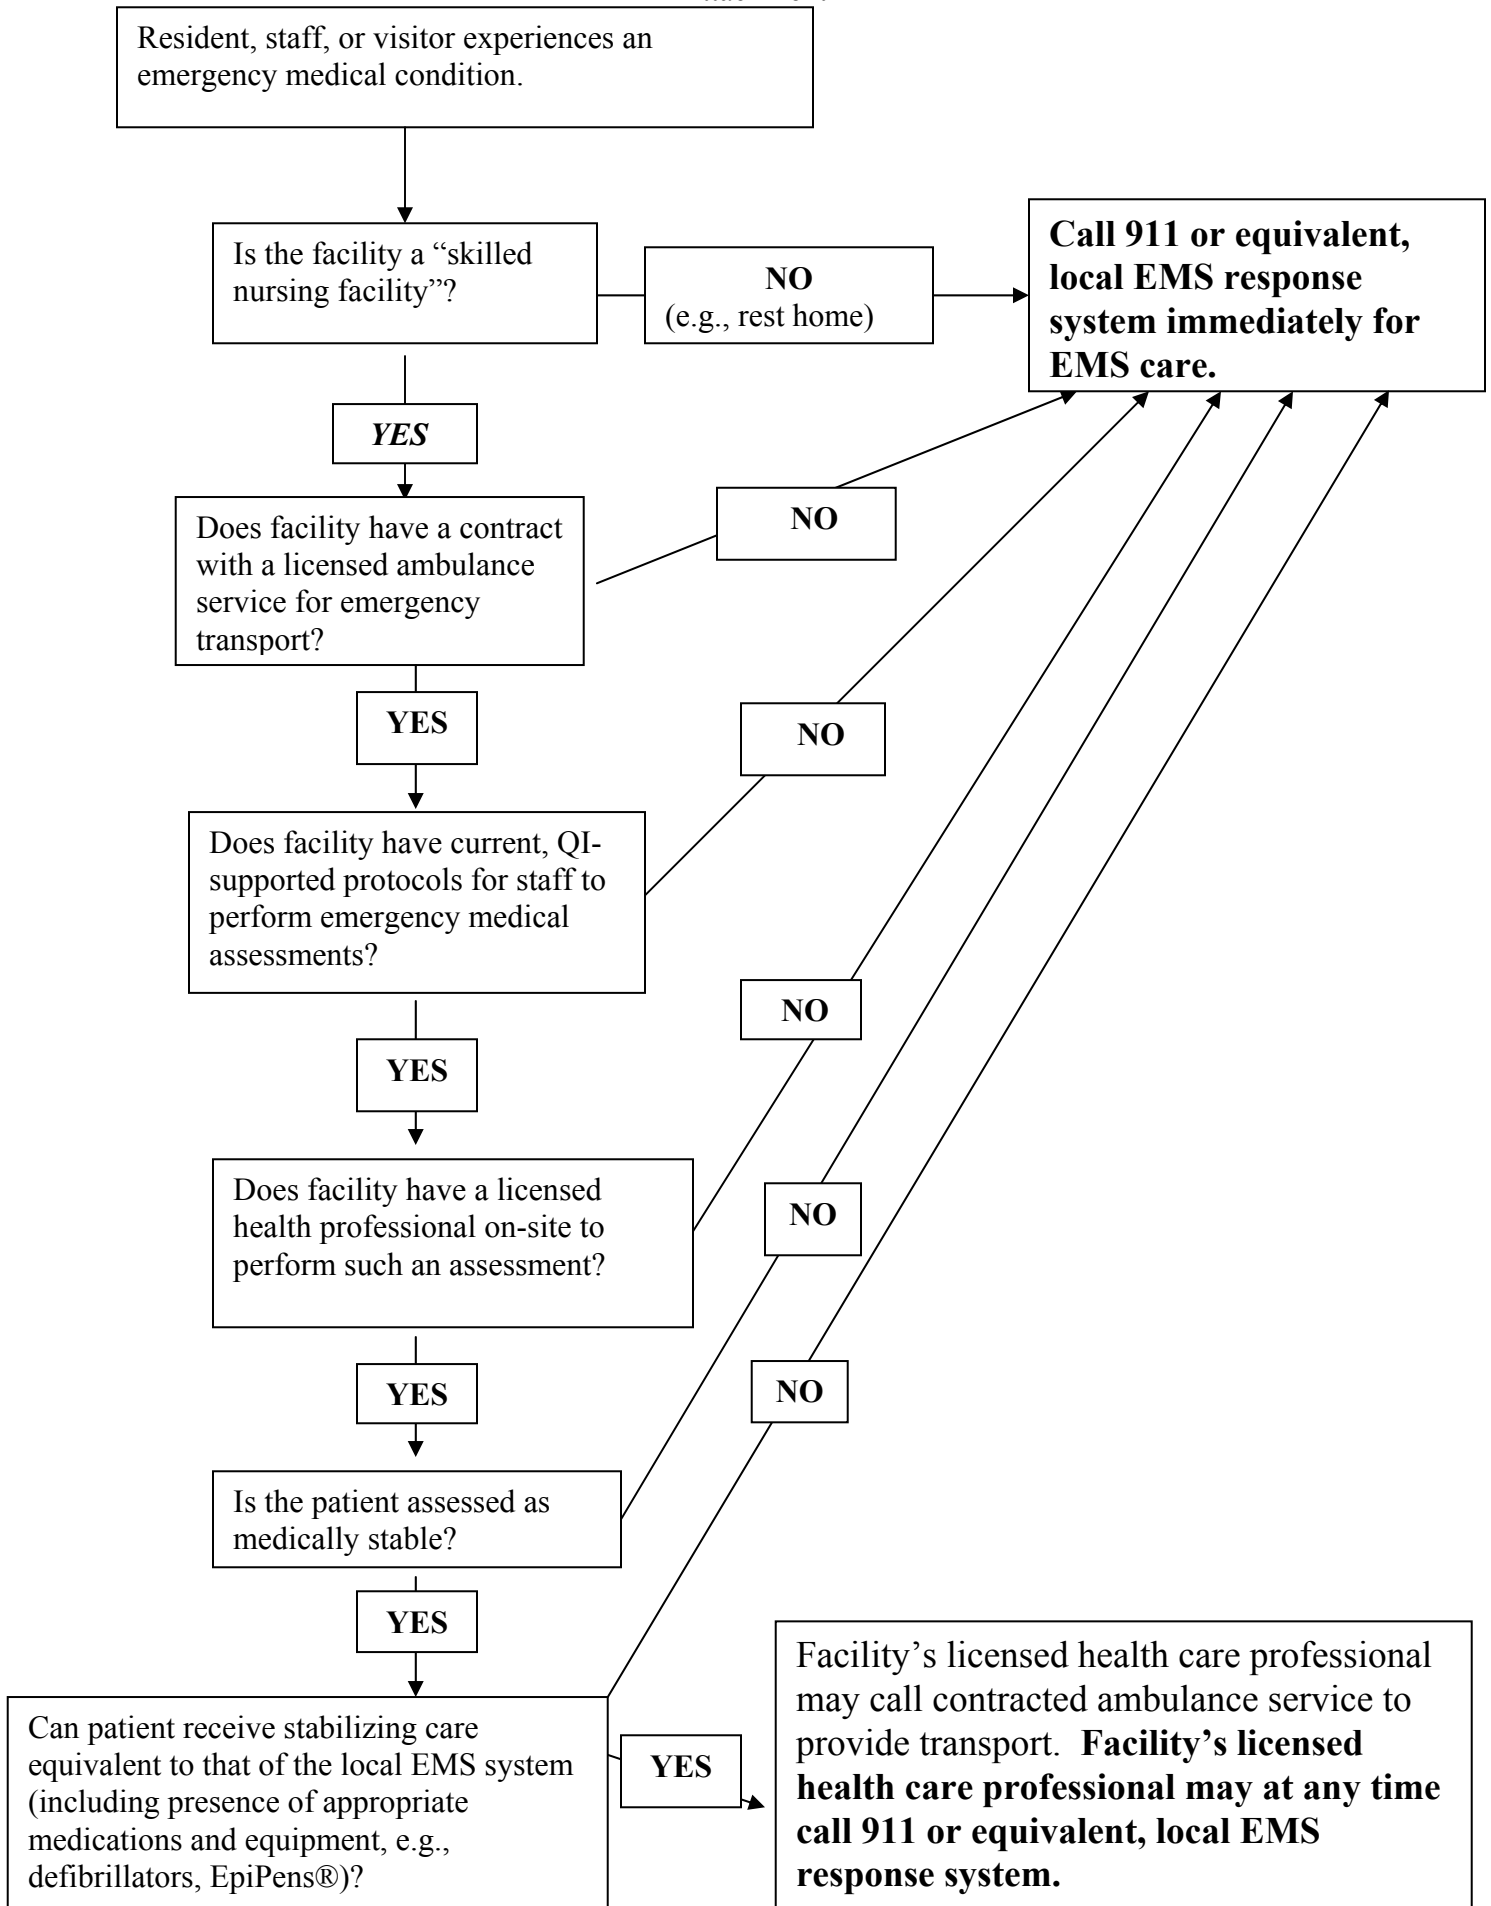 Resident, staff, or visitor experiences an
emergency medical condition.
Is the facility a “skilled
nursing facility”?
NO
(e.g., rest home)
Call 911 or equivalent,
local EMS response
system immediately for
EMS care.
YES
Does facility have a contract
with a licensed ambulance
service for emergency
transport?
NO
YES
Does facility have current, QI-
supported protocols for staff to
perform emergency medical
assessments?
NO
YES
Does facility have a licensed
health professional on-site to
perform such an assessment?
NO
YES
Is the patient assessed as
medically stable?
NO
YES
Can patient receive stabilizing care
equivalent to that of the local EMS system
(including presence of appropriate
medications and equipment, e.g.,
defibrillators, EpiPens®)?
NO
YES
Facility’s licensed health care professional
may call contracted ambulance service to
provide transport.  Facility’s licensed
health care professional may at any time
call 911 or equivalent, local EMS
response system.